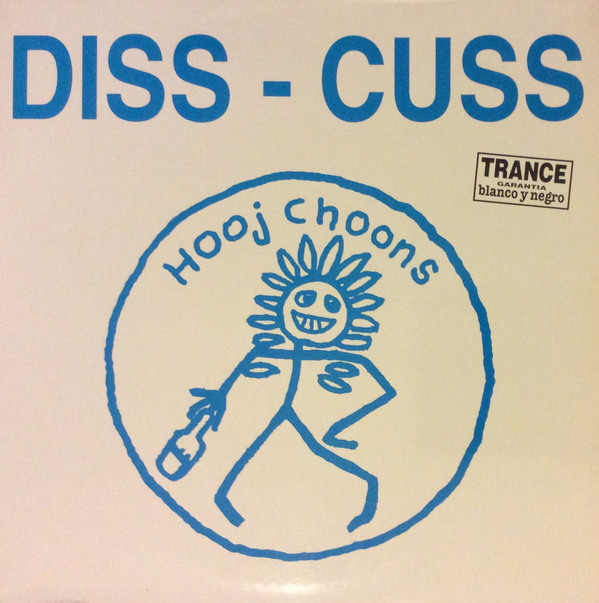 DISS - CUSS
TRANCE
GARANTIA
blanco y negro
Hooj Choons